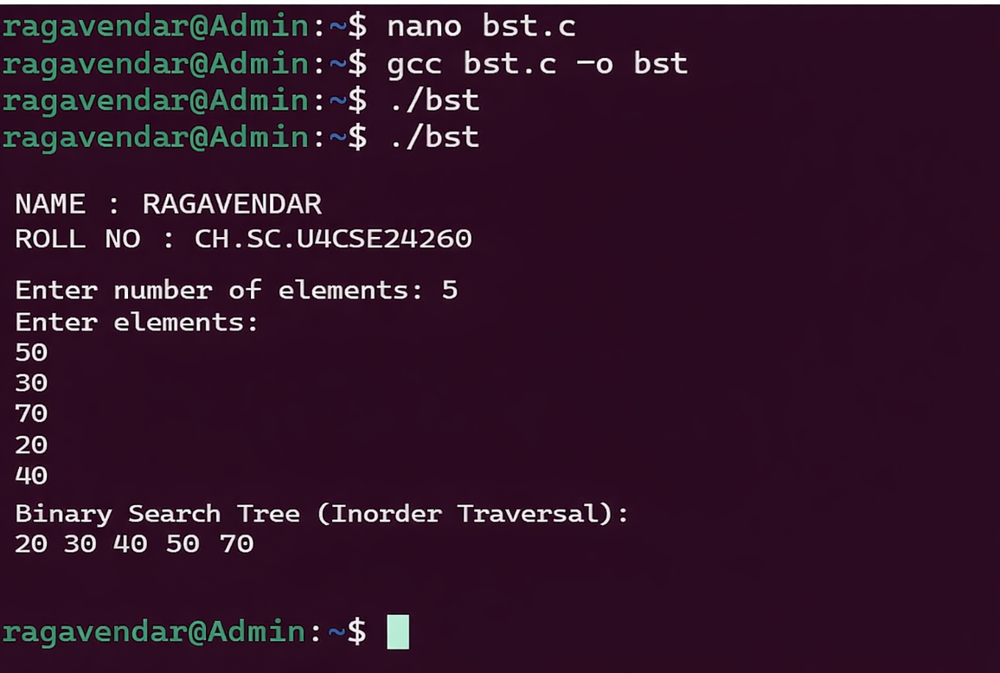 ragavendar@Admin:~$ nano bst.c
ragavendar@Admin:~$ gcc bst.c -o bst
ragavendar@Admin:~$ ./bst
ragavendar@Admin:~$ ./bst
NAME : RAGAVENDAR
ROLL NO : CH.SC.U4CSE24260
Enter number of elements: 5
Enter elements:
50
30
70
20
40
Binary Search Tree (Inorder Traversal):
20 30 40 50 70
ragavendar@Admin:~$